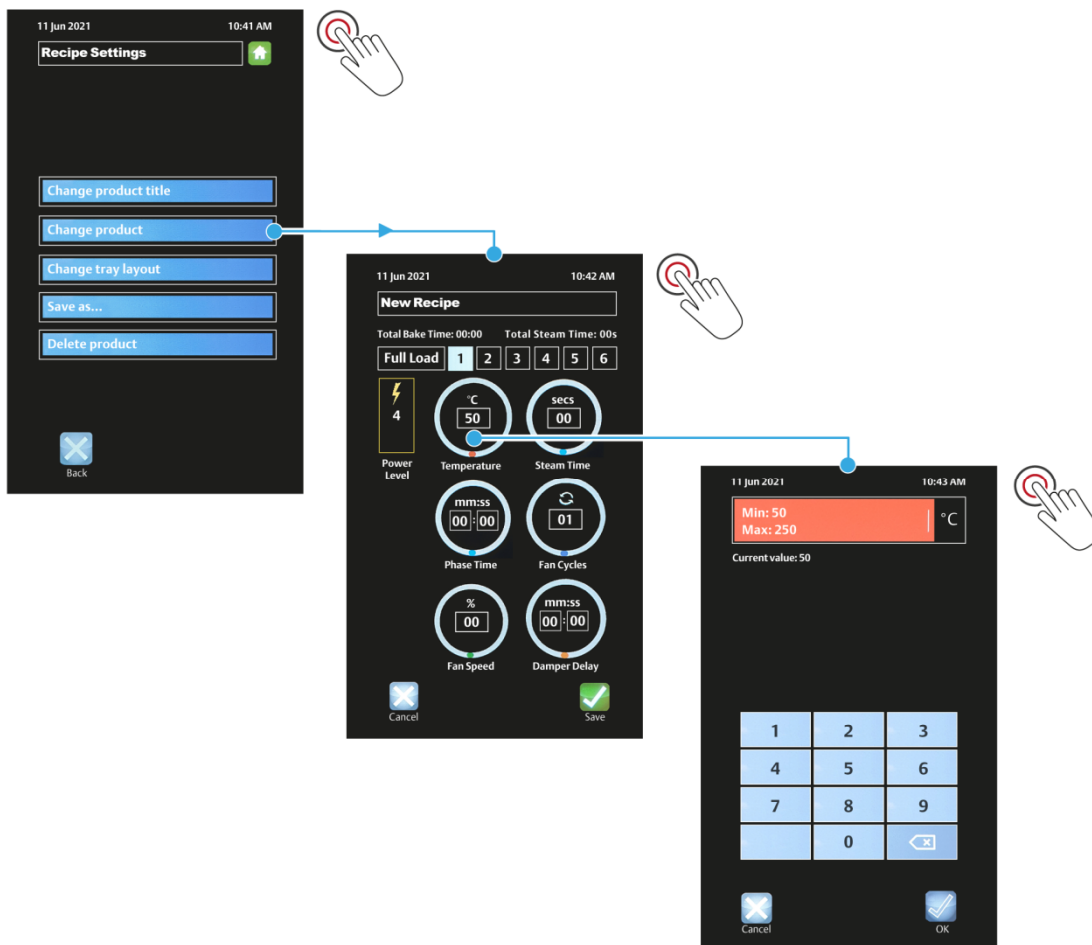 11 Jun 2021 10:41 AM
Recipe Settings
Change product title
Change product
Change tray layout
Save as...
Delete product
Back
11 Jun 2021 10:42 AM
New Recipe
Total Bake Time: 00:00 Total Steam Time: 00s
Full Load 1 2 3 4 5 6
4
Power
Level
°C
50
Temperature
secs
00
Steam Time
mm:ss
00:00
Phase Time
01
Fan Cycles
%
00
Fan Speed
mm:ss
00:00
Damper Delay
Cancel Save
11 Jun 2021 10:43 AM
Min: 50
Max: 250
°C
Current value: 50
1 2 3
4 5 6
7 8 9
0
Cancel OK